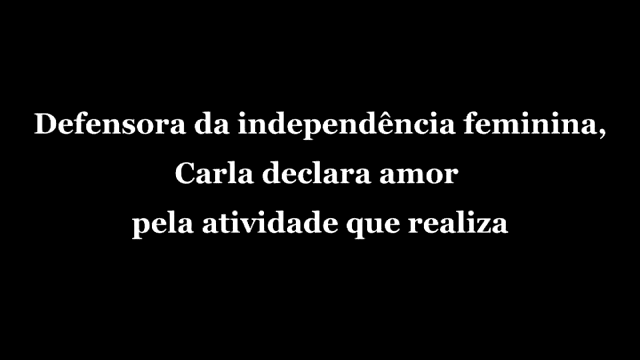 Defensora da independência feminina,
Carla declara amor
pela atividade que realiza